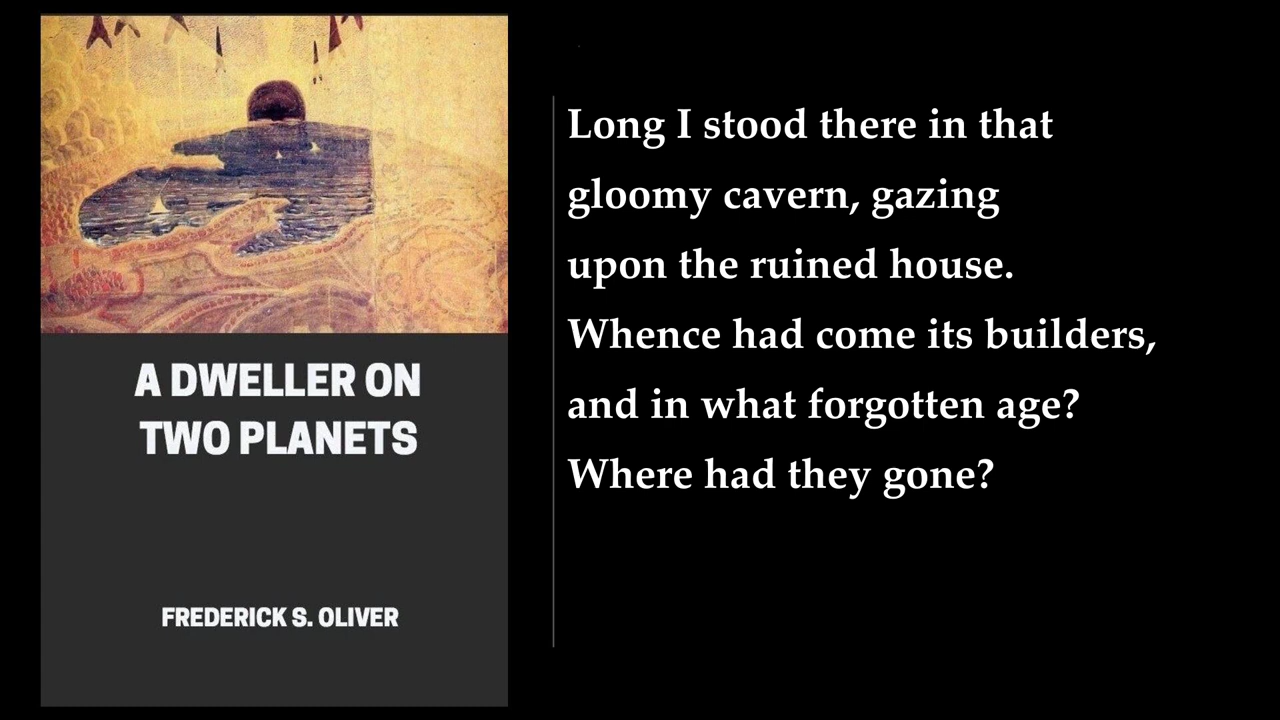 A DWELLER ON
TWO PLANETS
FREDERICK S. OLIVER
Long I stood there in that
gloomy cavern, gazing
upon the ruined house.
Whence had come its builders,
and in what forgotten age?
Where had they gone?